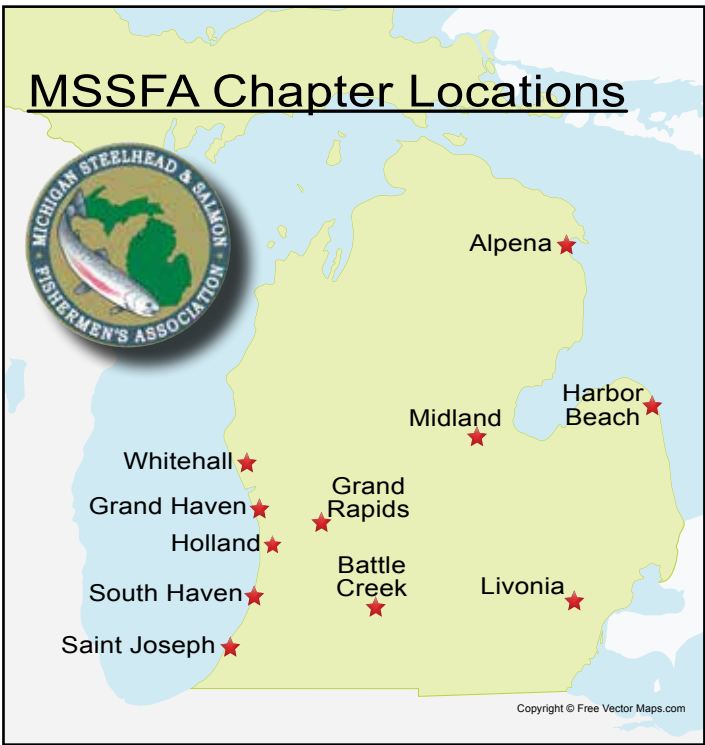 MSSFA Chapter Locations
MICHIGAN STEELHEAD & SALMON
FISHERMEN'S ASSOCIATION
Alpena
Harbor
Beach
Midland
Whitehall
Grand
Rapids
Grand Haven
Holland
Battle
Creek
South Haven
Livonia
Saint Joseph
Copyright © Free Vector Maps.com